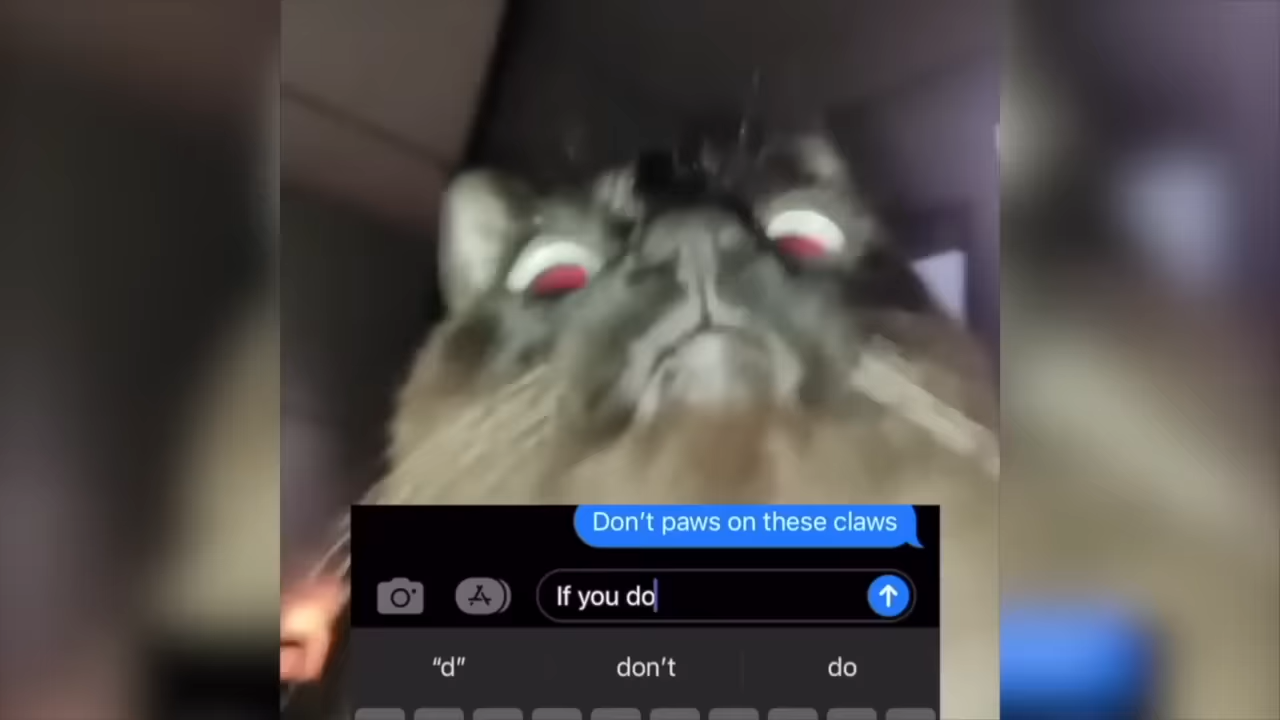 Don’t paws on these claws
If you do
“d”
don’t
do